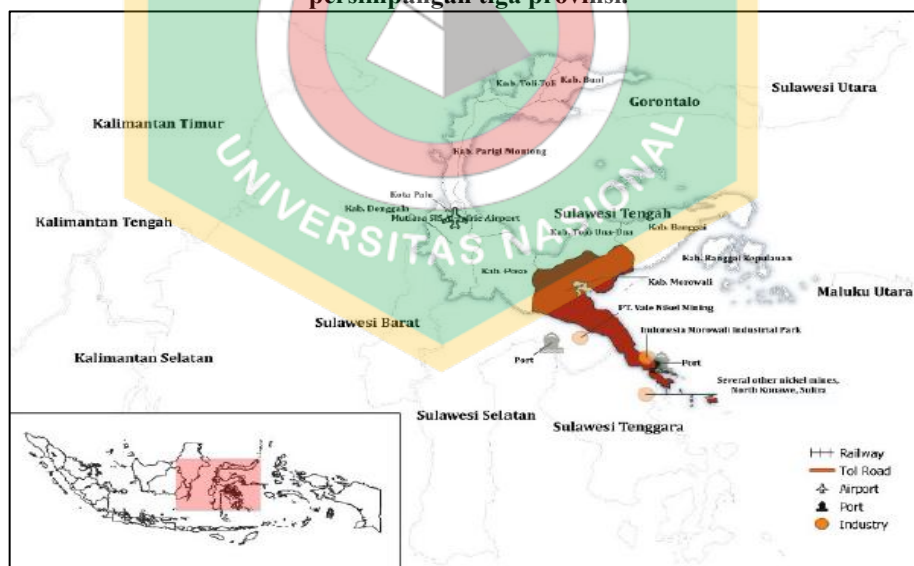 persimpangan tiga provinsi.
Kab. Toli-Toli
Kab. Buol
Gorontalo
Sulawesi Utara
Kalimantan Timur
Kab. Parigi Moutong
UNIVERSITAS NASIONAL
Kota Palu
Kab. Donggala
Airport
Kalimantan Tengah
Sulawesi Tengah
Kab. Tojo Una-Una
Kab. Banggai
Kab. Poso
Kab. Banggai Kepulauan
Kab. Morowali
Maluku Utara
PT. Vale Nikel Mining
Sulawesi Barat
Indonesia Morowali Industrial Park
Kalimantan Selatan
Port
Port
Several other nickel mines,
North Konawe, Sultra
Sulawesi Selatan
Sulawesi Tenggara
Railway
Tol Road
Airport
Port
Industry